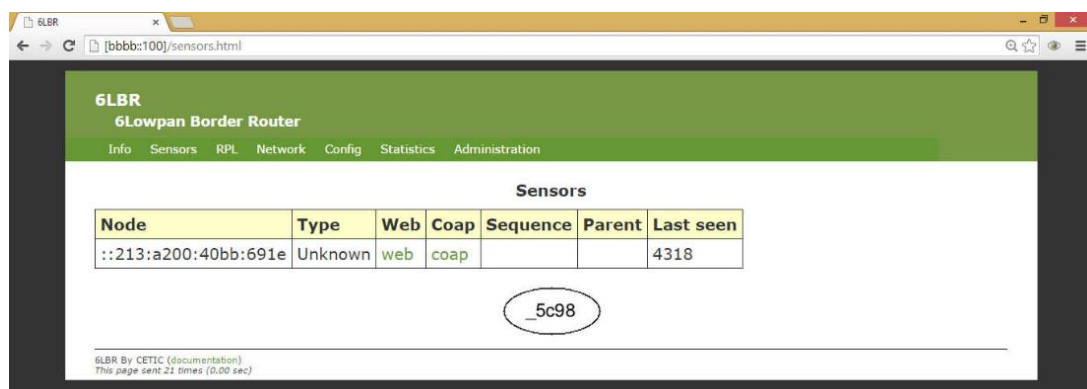 6LBR
[bbbb::100]/sensors.html
6LBR
6Lowpan Border Router
Info Sensors RPL Network Config Statistics Administration
Sensors
Node Type Web Coap Sequence Parent Last seen
::213:a200:40bb:691e Unknown web coap 4318
_5c98
6LBR By CETIC (documentation)
This page sent 21 times (0.00 sec)